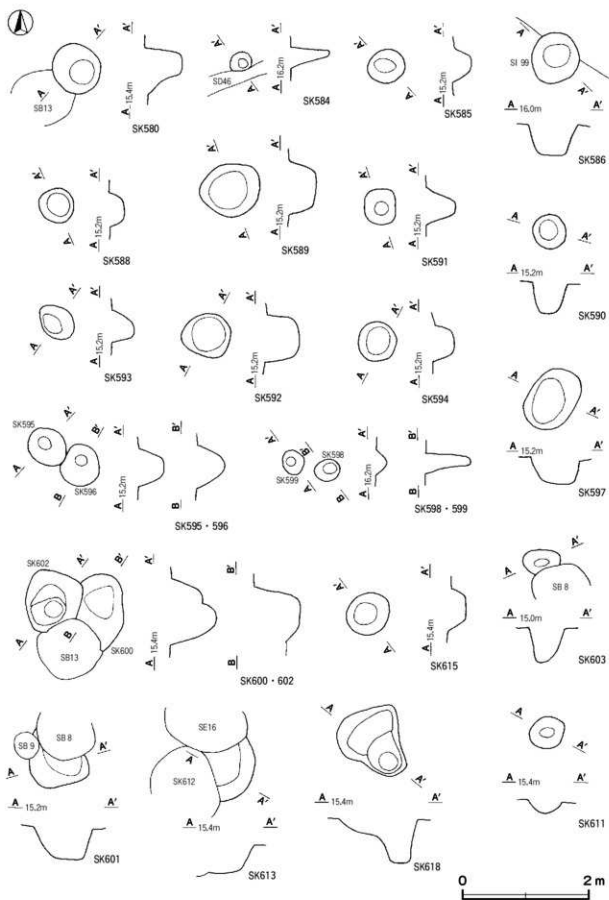 A A'
SB13
A 15.4m A'
SK580
A A'
SD46
A 16.2m A'
SK584
A A'
A 15.2m A'
SK585
A A'
SI 99
A 16.0m A'
SK586
A A'
A 15.2m A'
SK588
A A'
A 15.2m A'
SK589
A A'
A 15.2m A'
SK591
A A'
A 15.2m A'
SK590
A A'
A 15.2m A'
SK593
A A'
A 15.2m A'
SK592
A A'
A 15.2m A'
SK594
A A'
A 15.2m A'
SK597
SK595
A A'
B B'
SK596
A 15.2m A'
B B'
SK595・596
A A'
B B
SK598
SK599
A 16.2m A'
B B'
SK598・599
SK602
A A'
B B'
SB13
SK600
A 15.4m A'
B B'
SK600・602
A A'
A 15.4m A'
SK615
A A'
SB 8
A 15.0m A'
SK603
SB 9
SB 8
A A'
A 15.2m A'
SK601
SE16
SK612
A A'
A 15.4m A'
SK613
A A'
A 15.4m A'
SK618
A A'
A 15.4m A'
SK611
0 2 m